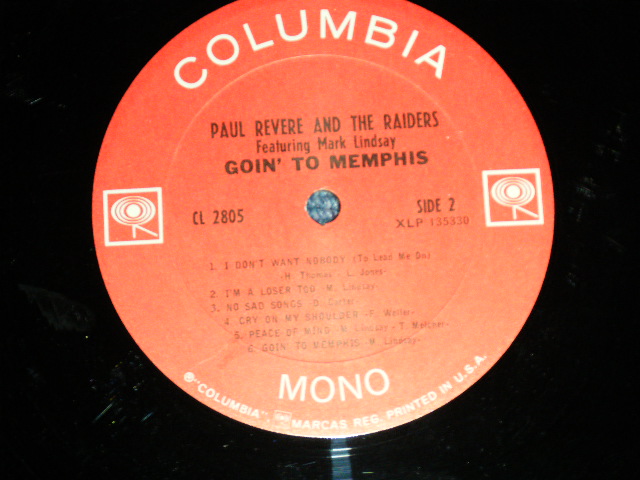 COLUMBIA
PAUL REVERE AND THE RAIDERS
Featuring Mark Lindsay
GOIN' TO MEMPHIS
CL 2805
SIDE 2
XLP 135330
1. I DON'T WANT NOBODY (To Lead Me On)
-H. Thomas - L. Jones-
2. I'M A LOSER TOO -M. Lindsay-
3. NO SAD SONGS -D. Carter-
4. CRY ON MY SHOULDER -F. Weller-
5. PEACE OF MIND -M. Lindsay - T. Melcher-
6. GOIN' TO MEMPHIS -M. Lindsay-
MONO
® "COLUMBIA", MARCAS REG. PRINTED IN U.S.A.